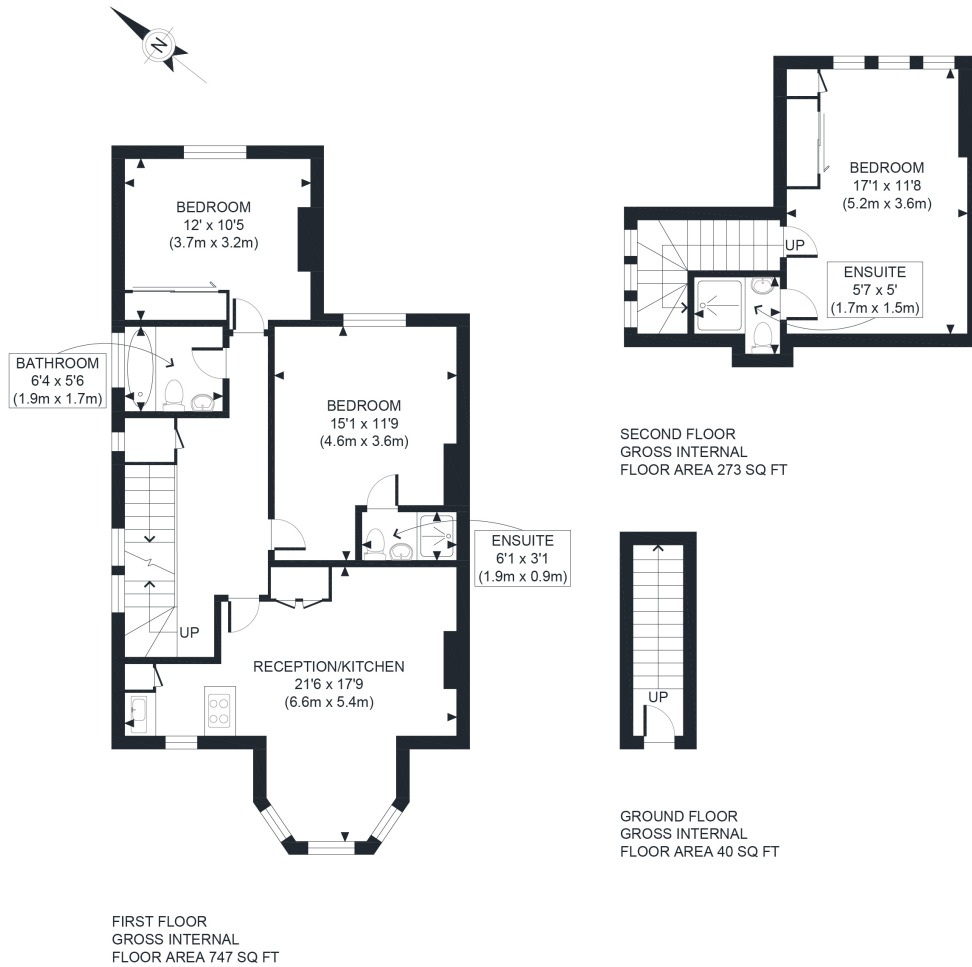 N
BEDROOM
12' x 10'5
(3.7m x 3.2m)
BATHROOM
6'4 x 5'6
(1.9m x 1.7m)
BEDROOM
15'1 x 11'9
(4.6m x 3.6m)
ENSUITE
6'1 x 3'1
(1.9m x 0.9m)
UP
RECEPTION/KITCHEN
21'6 x 17'9
(6.6m x 5.4m)
FIRST FLOOR
GROSS INTERNAL
FLOOR AREA 747 SQ FT
BEDROOM
17'1 x 11'8
(5.2m x 3.6m)
UP
ENSUITE
5'7 x 5'
(1.7m x 1.5m)
SECOND FLOOR
GROSS INTERNAL
FLOOR AREA 273 SQ FT
UP
GROUND FLOOR
GROSS INTERNAL
FLOOR AREA 40 SQ FT